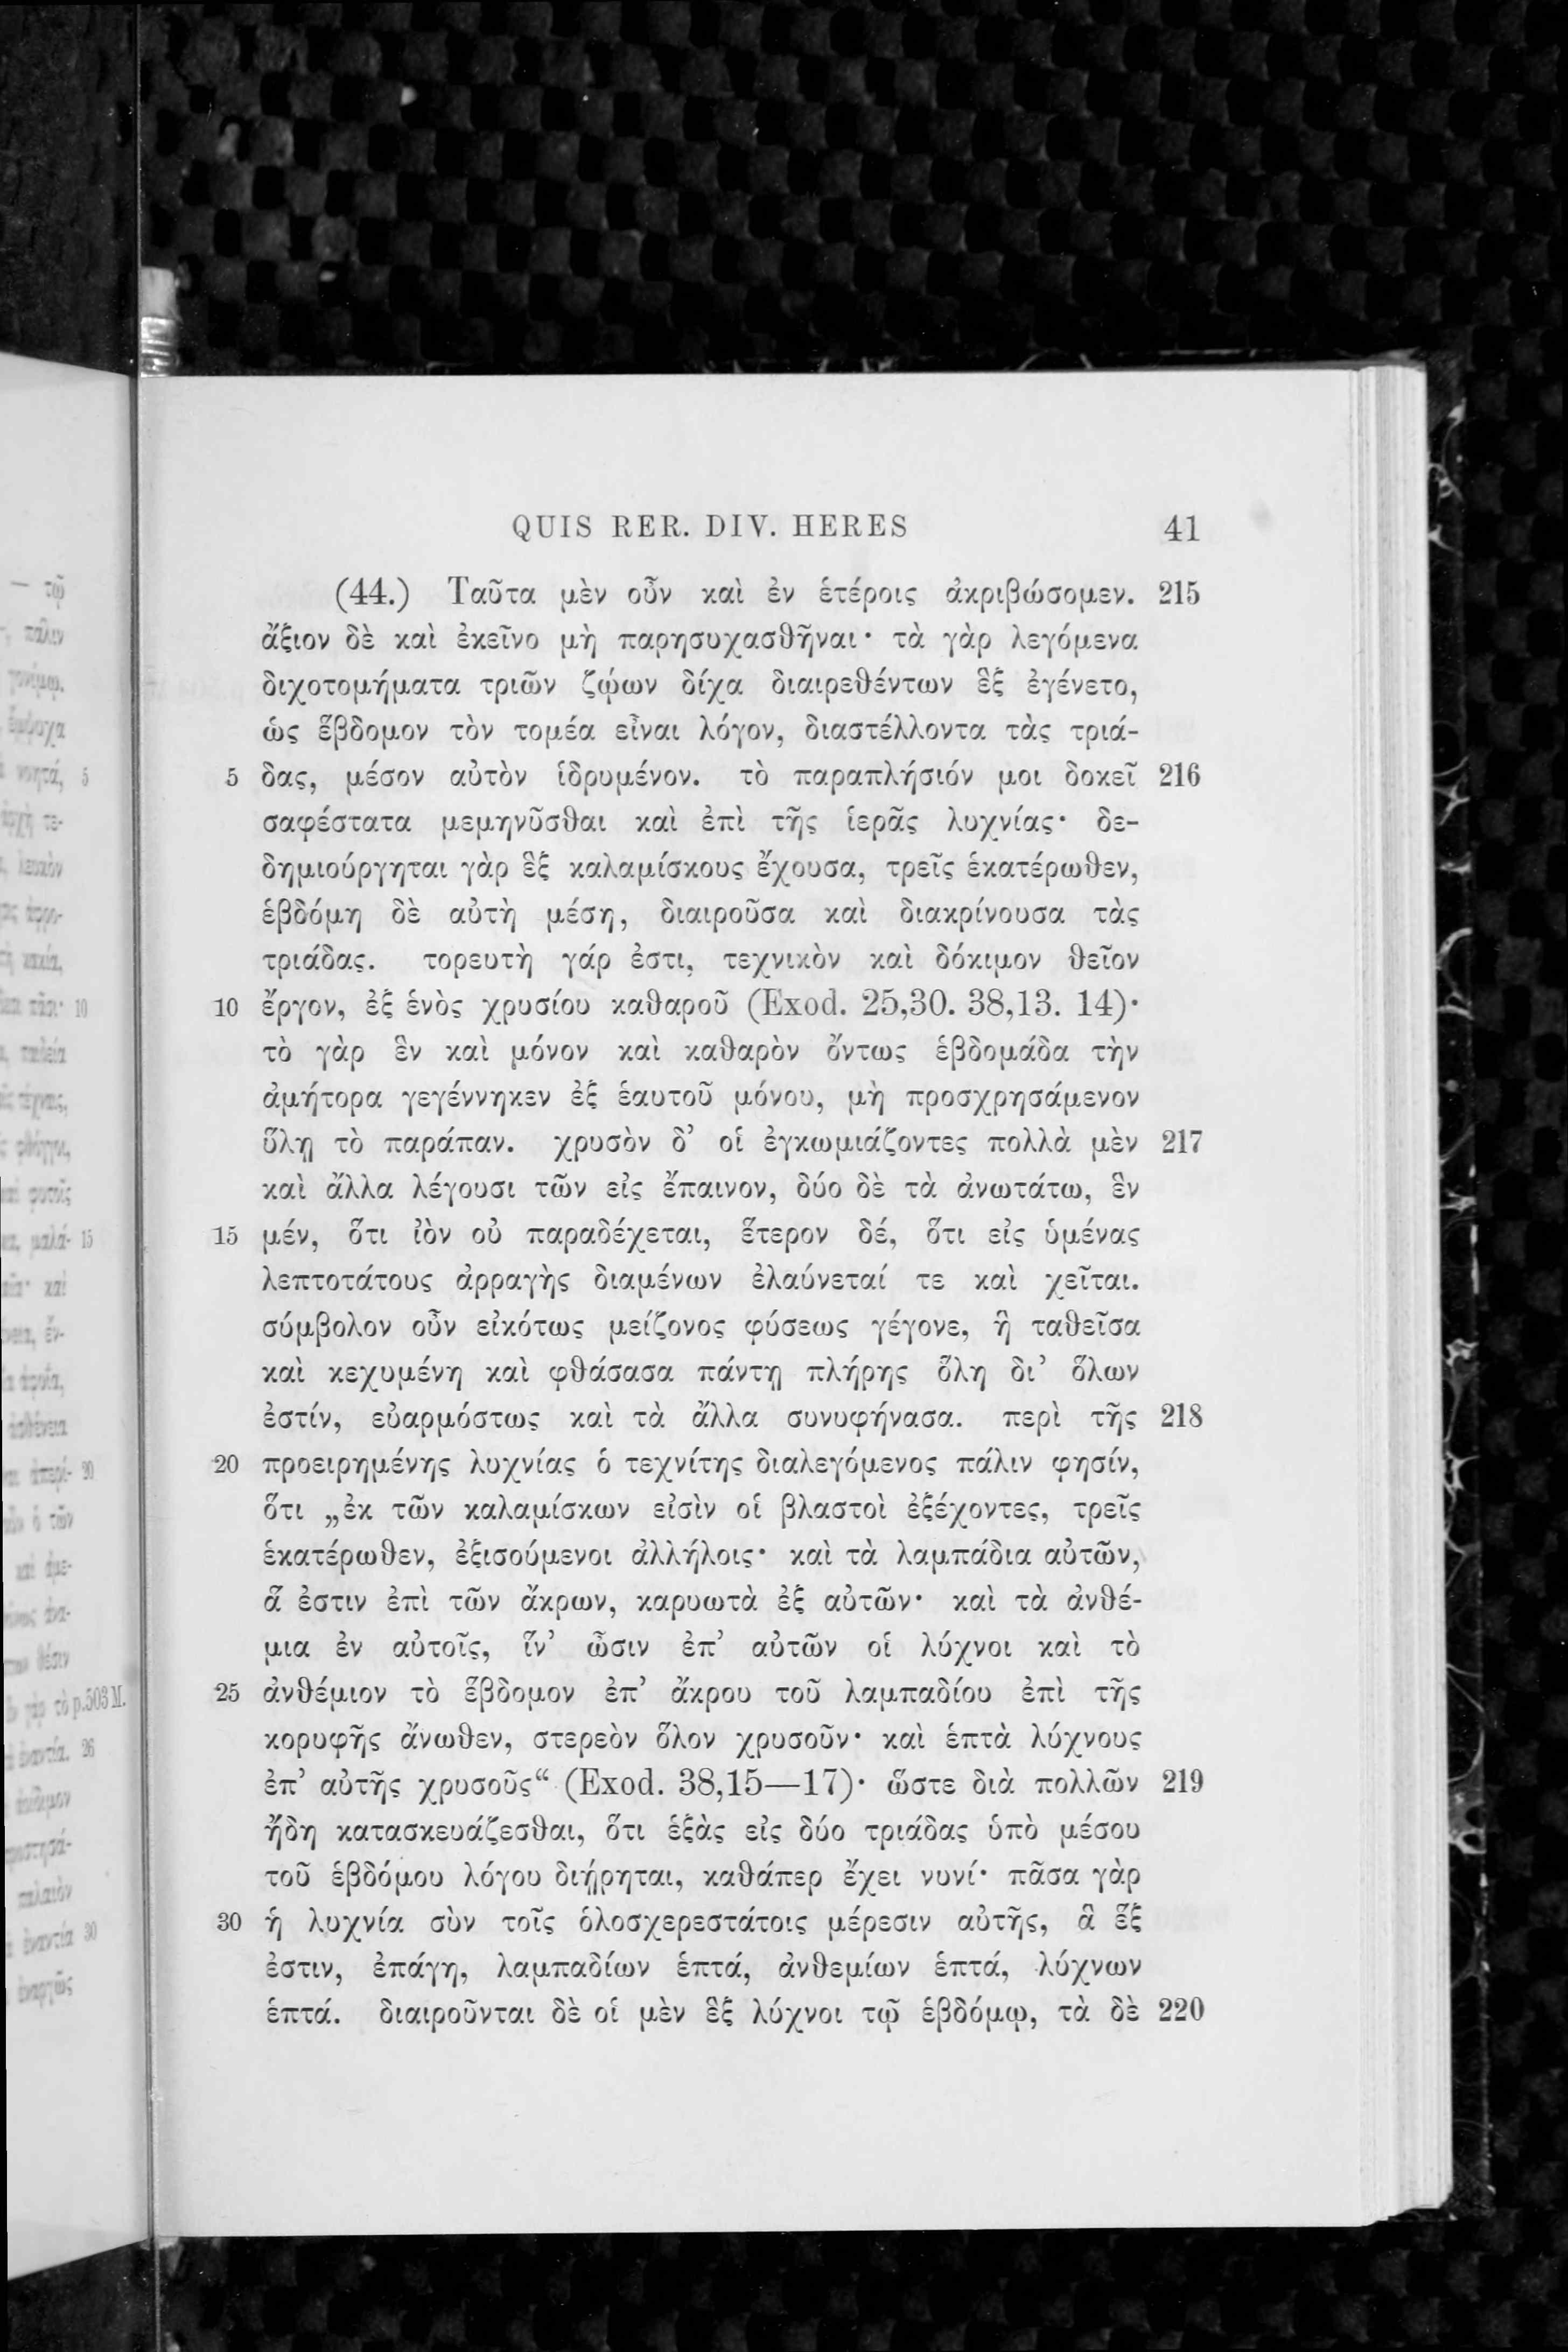 QUIS RER. DIV. HERES 41
(44.) Ταῦτα μὲν οὖν καὶ ἐν ἑτέροις ἀκριβώσομεν. 215
ἄξιον δὲ καὶ ἐκεῖνο μὴ παρησυχασθῆναι· τὰ γὰρ λεγόμενα
διχοτομήματα τριῶν ζῴων δίχα διαιρεθέντων ἓξ ἐγένετο,
ὡς ἕβδομον τὸν τομέα εἶναι λόγον, διαστέλλοντα τὰς τριά-
5 δας, μέσον αὐτὸν ἱδρυμένον. τὸ παραπλήσιόν μοι δοκεῖ 216
σαφέστατα μεμηνῦσθαι καὶ ἐπὶ τῆς ἱερᾶς λυχνίας· δε-
δημιούργηται γὰρ ἓξ καλαμίσκους ἔχουσα, τρεῖς ἑκατέρωθεν,
ἑβδόμη δὲ αὐτὴ μέση, διαιροῦσα καὶ διακρίνουσα τὰς
τριάδας. τορευτὴ γάρ ἐστι, τεχνικὸν καὶ δόκιμον θεῖον
10 ἔργον, ἐξ ἑνὸς χρυσίου καθαροῦ (Exod. 25,30. 38,13. 14)·
τὸ γὰρ ἓν καὶ μόνον καὶ καθαρὸν ὄντως ἑβδομάδα τὴν
ἀμήτορα γεγέννηκεν ἐξ ἑαυτοῦ μόνου, μὴ προσχρησάμενον
ὕλῃ τὸ παράπαν. χρυσὸν δ’ οἱ ἐγκωμιάζοντες πολλὰ μὲν 217
καὶ ἄλλα λέγουσι τῶν εἰς ἔπαινον, δύο δὲ τὰ ἀνωτάτω, ἓν
15 μέν, ὅτι ἰὸν οὐ παραδέχεται, ἕτερον δέ, ὅτι εἰς ὑμένας
λεπτοτάτους ἀρραγὴς διαμένων ἐλαύνεταί τε καὶ χεῖται.
σύμβολον οὖν εἰκότως μείζονος φύσεως γέγονε, ἣ ταθεῖσα
καὶ κεχυμένη καὶ φθάσασα πάντῃ πλήρης ὅλη δι’ ὅλων
ἐστίν, εὐαρμόστως καὶ τὰ ἄλλα συνυφήνασα. περὶ τῆς 218
20 προειρημένης λυχνίας ὁ τεχνίτης διαλεγόμενος πάλιν φησίν,
ὅτι „ἐκ τῶν καλαμίσκων εἰσὶν οἱ βλαστοὶ ἐξέχοντες, τρεῖς
ἑκατέρωθεν, ἐξισούμενοι ἀλλήλοις· καὶ τὰ λαμπάδια αὐτῶν,
ἅ ἐστιν ἐπὶ τῶν ἄκρων, καρυωτὰ ἐξ αὐτῶν· καὶ τὰ ἀνθέ-
μια ἐν αὐτοῖς, ἵν’ ὦσιν ἐπ’ αὐτῶν οἱ λύχνοι καὶ τὸ
25 ἀνθέμιον τὸ ἕβδομον ἐπ’ ἄκρου τοῦ λαμπαδίου ἐπὶ τῆς
κορυφῆς ἄνωθεν, στερεὸν ὅλον χρυσοῦν· καὶ ἑπτὰ λύχνους
ἐπ’ αὐτῆς χρυσοῦς“ (Exod. 38,15—17)· ὥστε διὰ πολλῶν 219
ἤδη κατασκευάζεσθαι, ὅτι ἑξὰς εἰς δύο τριάδας ὑπὸ μέσου
τοῦ ἑβδόμου λόγου διῄρηται, καθάπερ ἔχει νυνί· πᾶσα γὰρ
30 ἡ λυχνία σὺν τοῖς ὁλοσχερεστάτοις μέρεσιν αὐτῆς, ἃ ἕξ
ἐστιν, ἐπάγη, λαμπαδίων ἑπτά, ἀνθεμίων ἑπτά, λύχνων
ἑπτά. διαιροῦνται δὲ οἱ μὲν ἓξ λύχνοι τῷ ἑβδόμῳ, τὰ δὲ 220